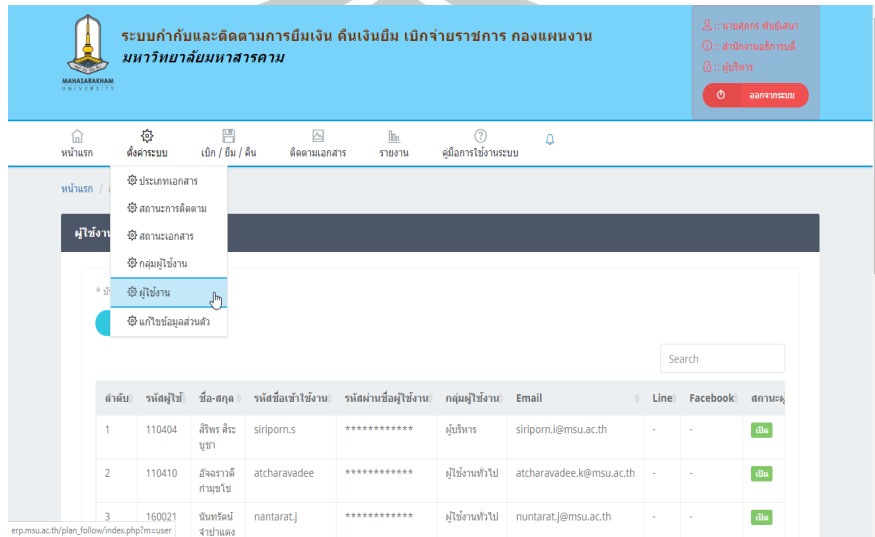 ระบบกำกับและติดตามการยืมเงิน คืนเงินยืม เบิกจ่ายราชการ กองแผนงาน
มหาวิทยาลัยมหาสารคาม
MAHASARAKHAM
UNIVERSITY
:: นายศุภกร พันธุ์เสนา
:: สำนักงานอธิการบดี
:: ผู้บริหาร
ออกจากระบบ
หน้าแรก ตั้งค่าระบบ เบิก / ยืม / คืน ติดตามเอกสาร รายงาน คู่มือการใช้งานระบบ
หน้าแรก /
ประเภทเอกสาร
สถานะการติดตาม
สถานะเอกสาร
กลุ่มผู้ใช้งาน
ผู้ใช้งาน
แก้ไขข้อมูลส่วนตัว
ผู้ใช้งาน
*
Search
ลำดับ รหัสผู้ใช้ ชื่อ-สกุล รหัสชื่อเข้าใช้งาน รหัสผ่านชื่อผู้ใช้งาน กลุ่มผู้ใช้งาน Email Line Facebook สถานะผู้
1 110404 สิริพร สิระ siriporn.s ************ ผู้บริหาร siriporn.i@msu.ac.th - - เปิด
บูชา
2 110410 อัจฉราวดี atcharavadee ************ ผู้ใช้งานทั่วไป atcharavadee.k@msu.ac.th - - เปิด
กำมุขโช
3 160021 นันทรัตน์ nantarat.j ************ ผู้ใช้งานทั่วไป nuntarat.j@msu.ac.th - - เปิด
จำปาแดง
erp.msu.ac.th/plan_follow/index.php?m=user